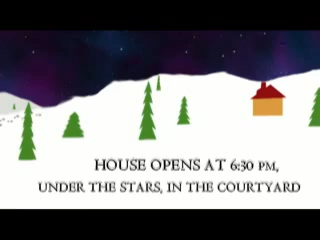 HOUSE OPENS AT 6:30 PM,
UNDER THE STARS, IN THE COURTYARD